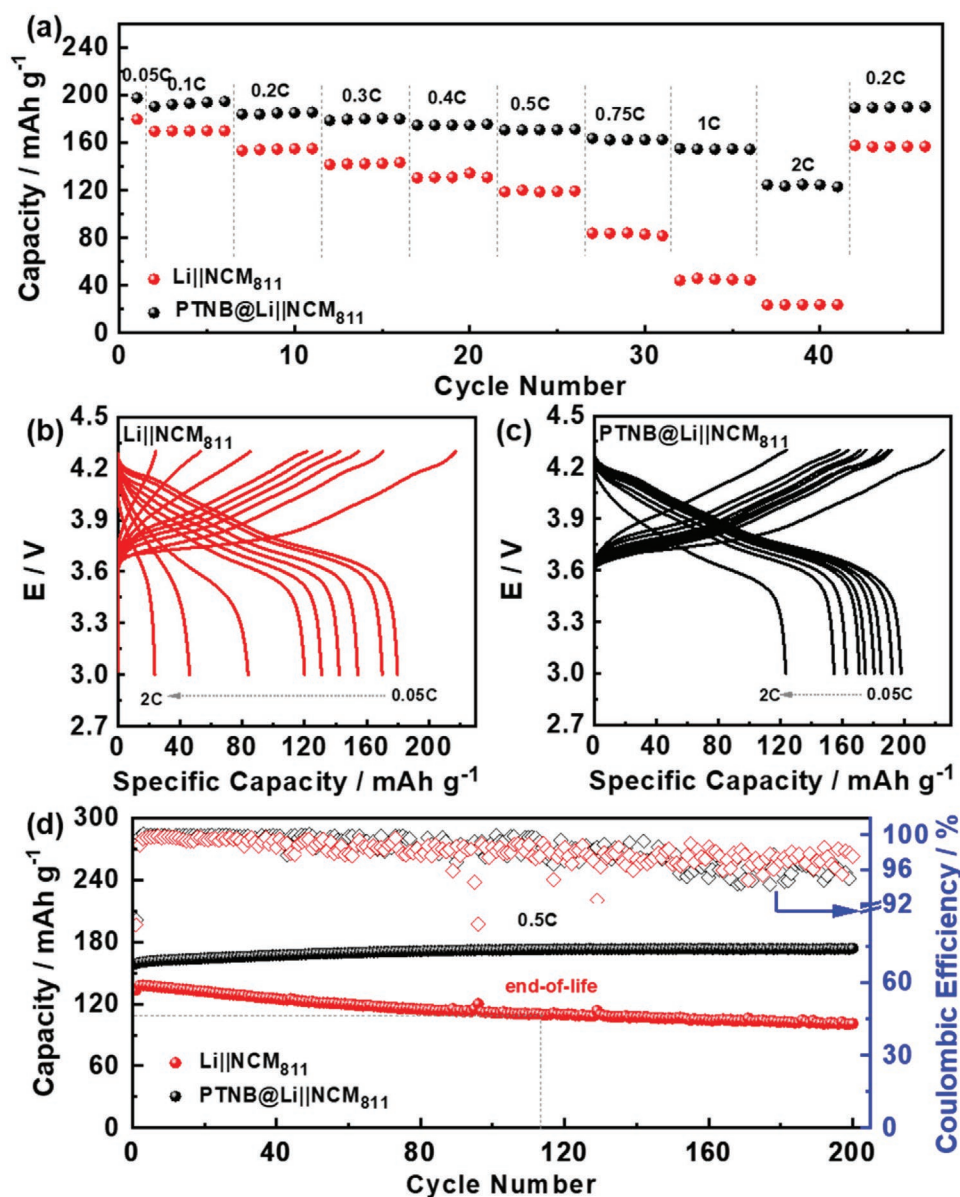 (a)
240
200
160
120
80
40
0
Capacity / mAh g⁻¹
0.05C 0.1C 0.2C 0.3C 0.4C 0.5C 0.75C 1C 2C 0.2C
Li||NCM₈₁₁
PTNB@Li||NCM₈₁₁
0 10 20 30 40
Cycle Number
(b)
Li||NCM₈₁₁
4.5
4.2
3.9
3.6
3.3
3.0
2.7
E / V
2C 0.05C
0 40 80 120 160 200
Specific Capacity / mAh g⁻¹
(c)
PTNB@Li||NCM₈₁₁
4.5
4.2
3.9
3.6
3.3
3.0
2.7
E / V
2C 0.05C
0 40 80 120 160 200
Specific Capacity / mAh g⁻¹
(d)
300
240
180
120
60
0
Capacity / mAh g⁻¹
0.5C
end-of-life
Li||NCM₈₁₁
PTNB@Li||NCM₈₁₁
100
96
92
60
45
30
15
0
Coulombic Efficiency / %
0 40 80 120 160 200
Cycle Number